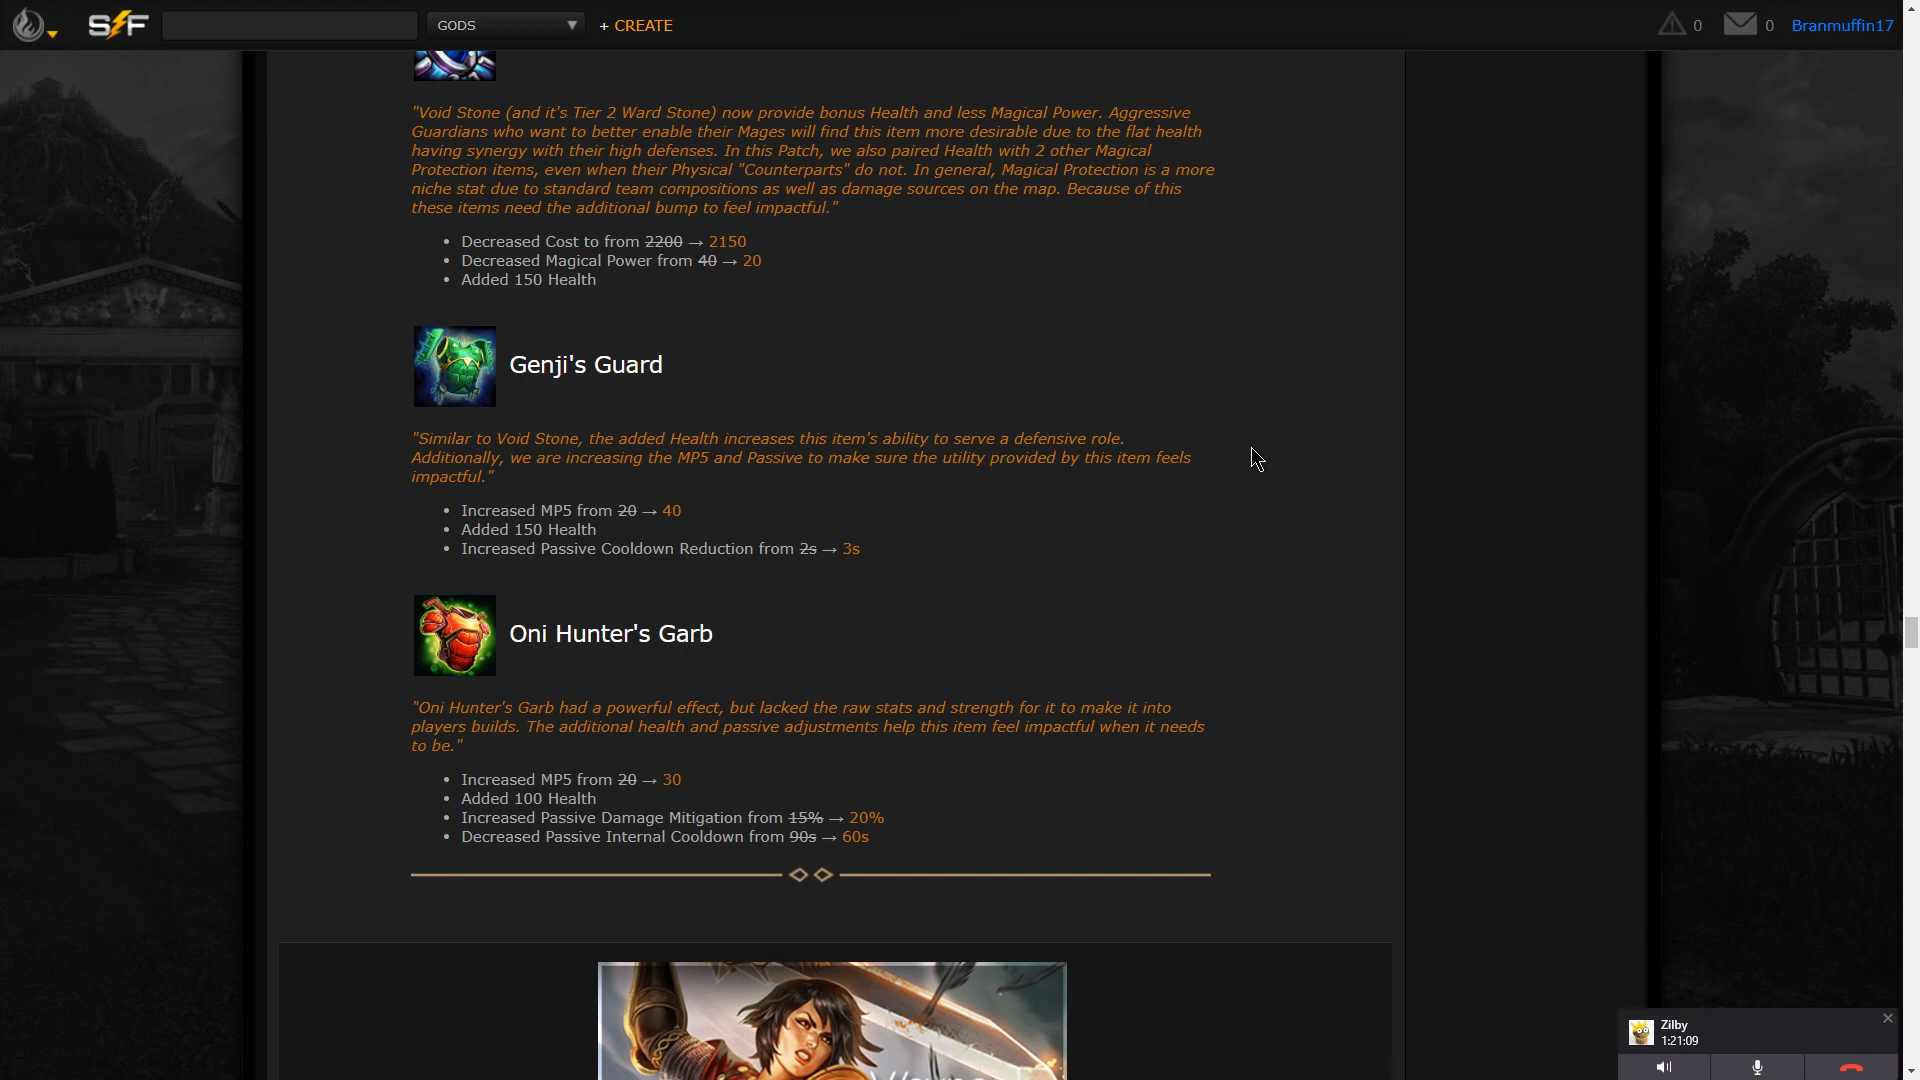 SF
GODS
+ CREATE
0
0
Branmuffin17
"Void Stone (and it's Tier 2 Ward Stone) now provide bonus Health and less Magical Power. Aggressive
Guardians who want to better enable their Mages will find this item more desirable due to the flat health
having synergy with their high defenses. In this Patch, we also paired Health with 2 other Magical
Protection items, even when their Physical "Counterparts" do not. In general, Magical Protection is a more
niche stat due to standard team compositions as well as damage sources on the map. Because of this
these items need the additional bump to feel impactful."
• Decreased Cost to from 2200 → 2150
• Decreased Magical Power from 40 → 20
• Added 150 Health
Genji's Guard
"Similar to Void Stone, the added Health increases this item's ability to serve a defensive role.
Additionally, we are increasing the MP5 and Passive to make sure the utility provided by this item feels
impactful."
• Increased MP5 from 20 → 40
• Added 150 Health
• Increased Passive Cooldown Reduction from 2s → 3s
Oni Hunter's Garb
"Oni Hunter's Garb had a powerful effect, but lacked the raw stats and strength for it to make it into
players builds. The additional health and passive adjustments help this item feel impactful when it needs
to be."
• Increased MP5 from 20 → 30
• Added 100 Health
• Increased Passive Damage Mitigation from 15% → 20%
• Decreased Passive Internal Cooldown from 90s → 60s
Zilby
1:21:09